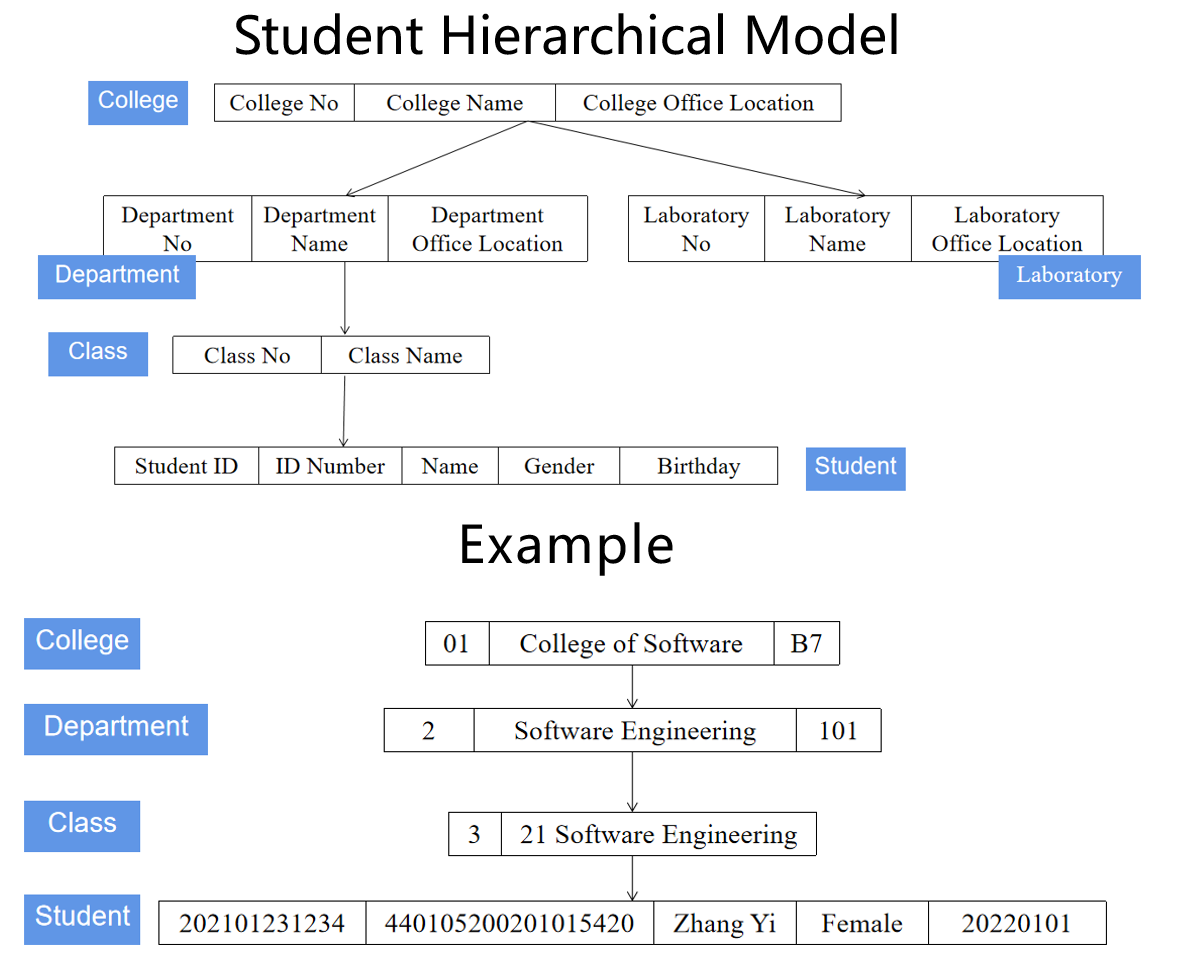 Student Hierarchical Model
College
College No College Name College Office Location
Department No
Department Name
Department Office Location
Laboratory No
Laboratory Name
Laboratory Office Location
Department
Laboratory
Class
Class No Class Name
Student ID ID Number Name Gender Birthday
Student
Example
College
01 College of Software B7
Department
2 Software Engineering 101
Class
3 21 Software Engineering
Student
202101231234 440105200201015420 Zhang Yi Female 20220101